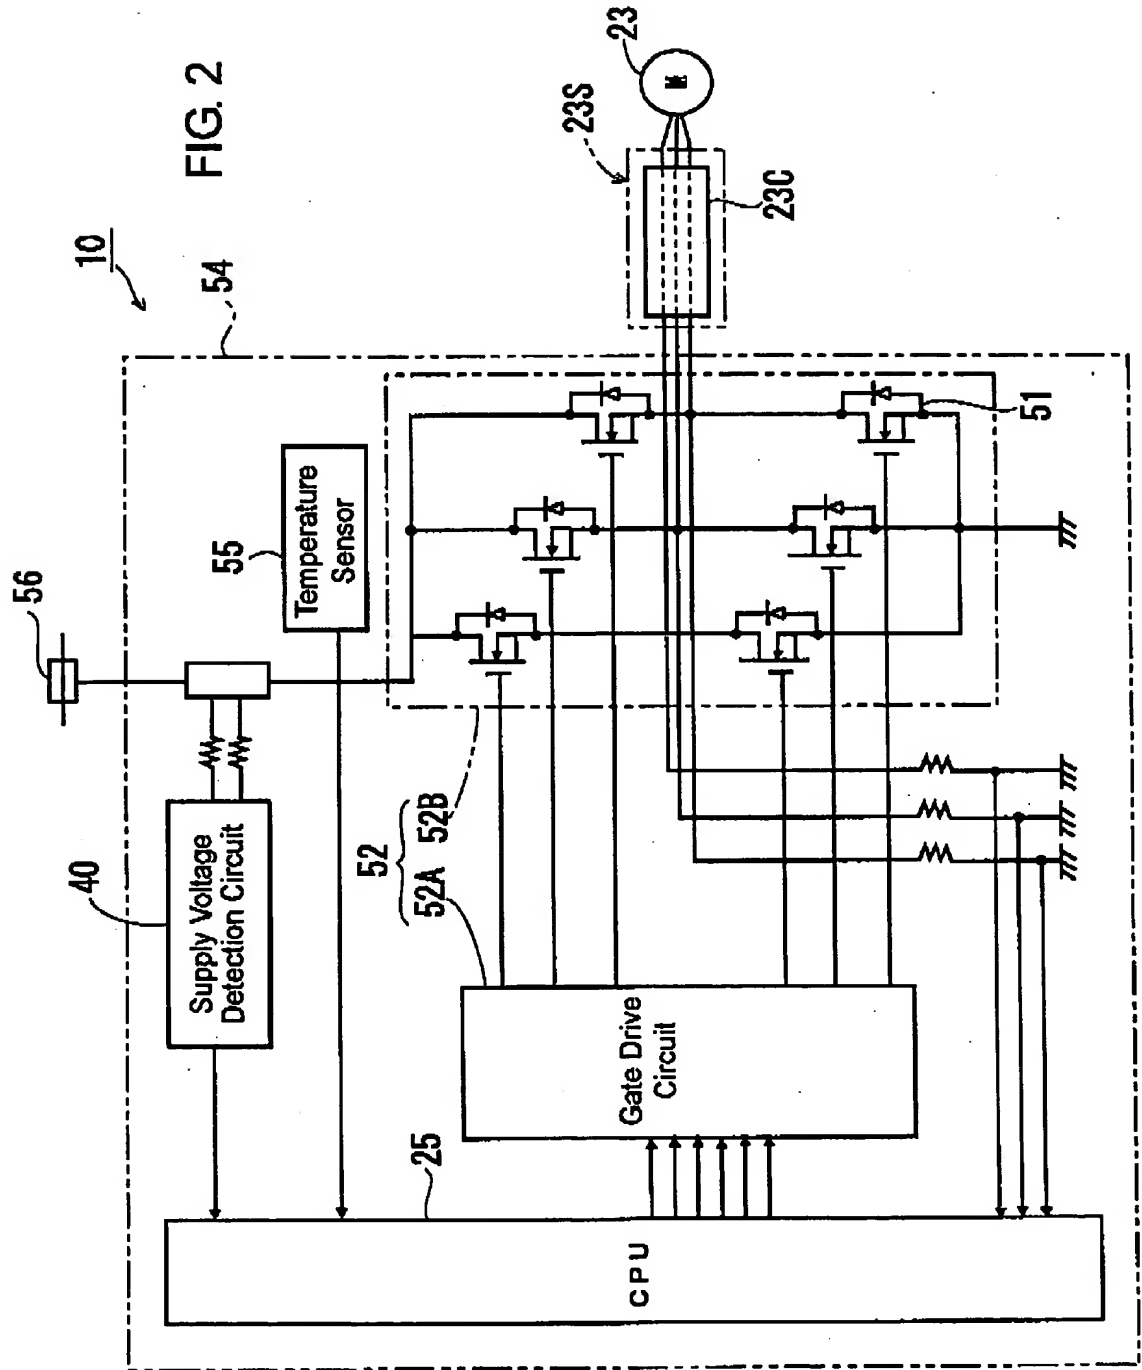 FIG. 2
10
54
56
55
Temperature
Sensor
40
Supply Voltage
Detection Circuit
23
M
23S
23C
51
52
52A
52B
Gate Drive
Circuit
25
CPU